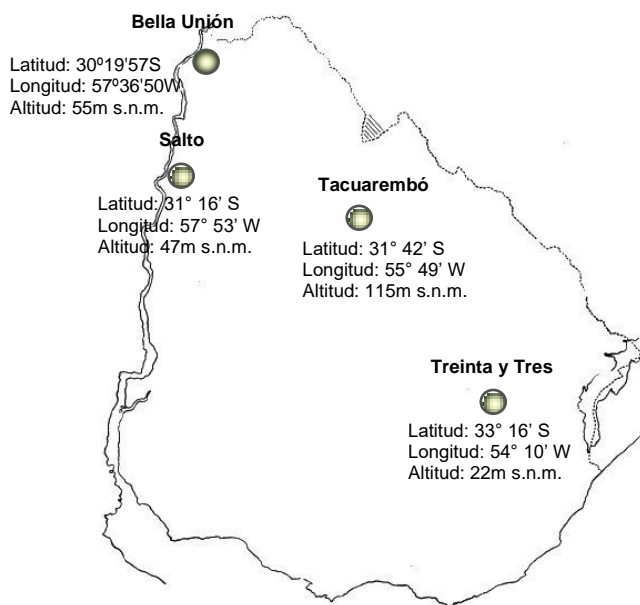 Bella Unión
Latitud: 30º19'57S
Longitud: 57º36'50W
Altitud: 55m s.n.m.
Salto
Latitud: 31° 16’ S
Longitud: 57° 53’ W
Altitud: 47m s.n.m.
Tacuarembó
Latitud: 31° 42’ S
Longitud: 55° 49’ W
Altitud: 115m s.n.m.
Treinta y Tres
Latitud: 33° 16’ S
Longitud: 54° 10’ W
Altitud: 22m s.n.m.